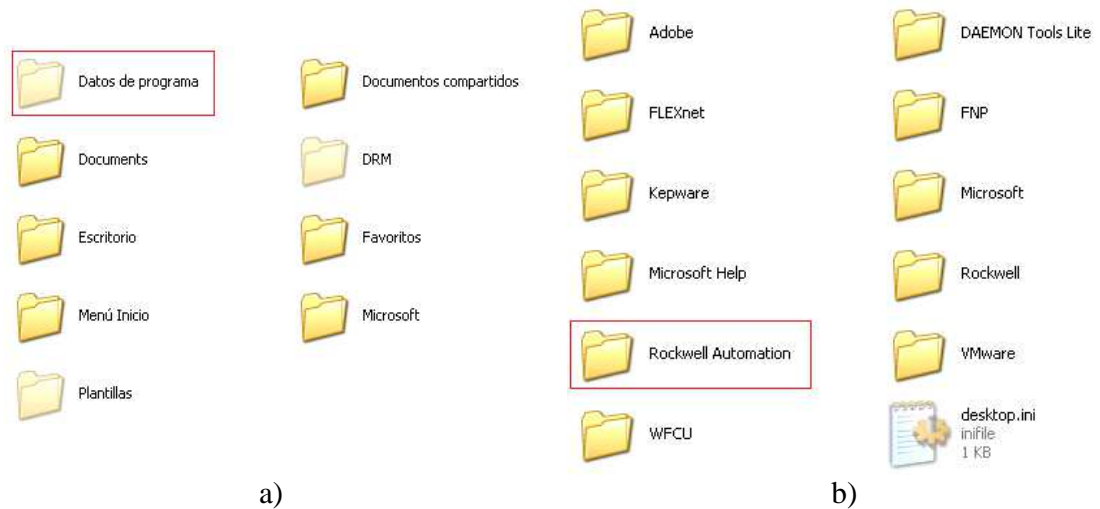 Datos de programa
Documentos compartidos
Documents
DRM
Escritorio
Favoritos
Menú Inicio
Microsoft
Plantillas
a)
Adobe
DAEMON Tools Lite
FLEXnet
FNP
Kepware
Microsoft
Microsoft Help
Rockwell
Rockwell Automation
VMware
WFCU
desktop.ini
inifile
1 KB
b)